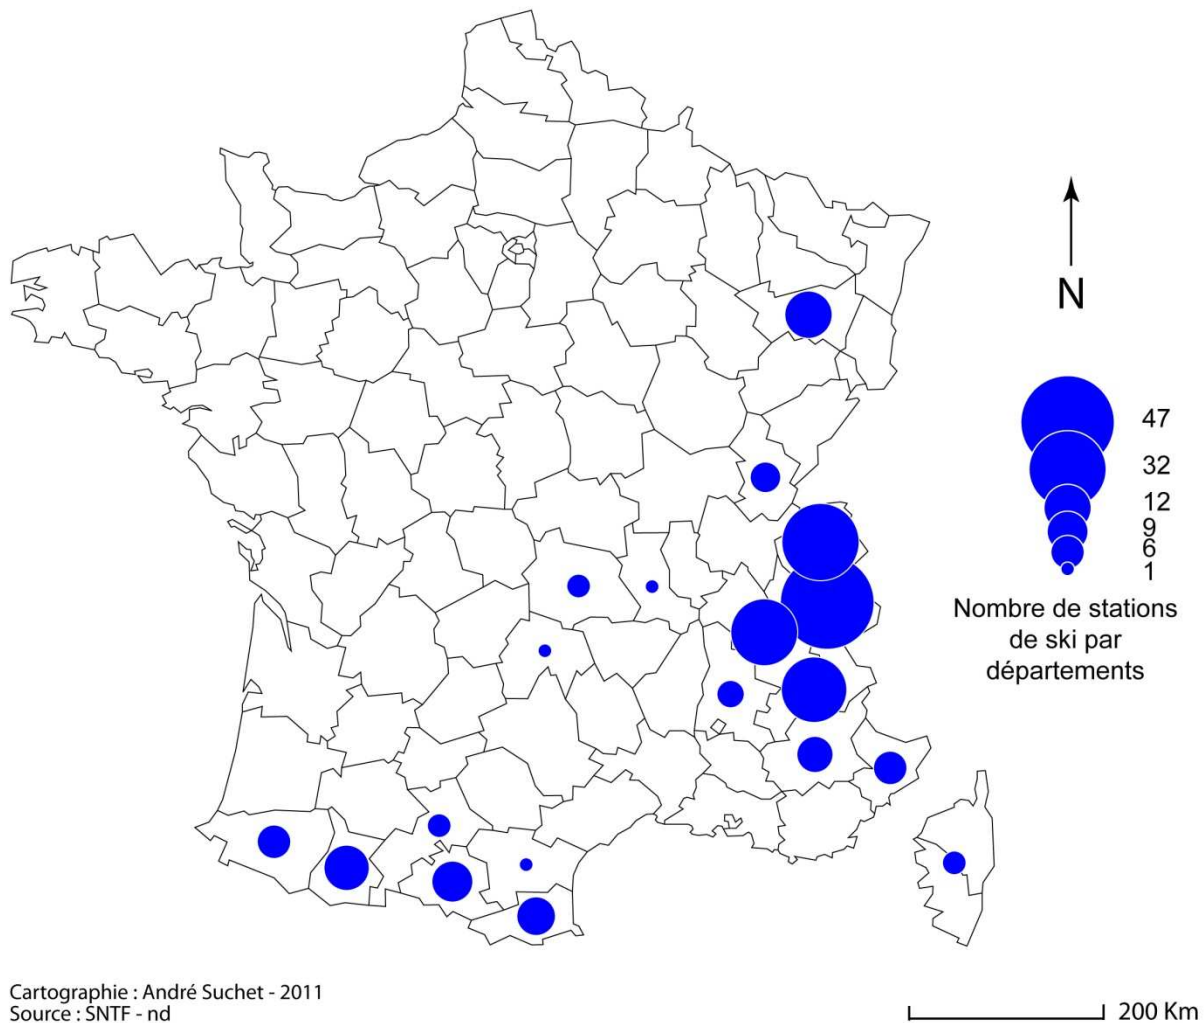 N
47
32
12
9
6
1
Nombre de stations
de ski par
départements
Cartographie : André Suchet - 2011
Source : SNTF - nd
200 Km